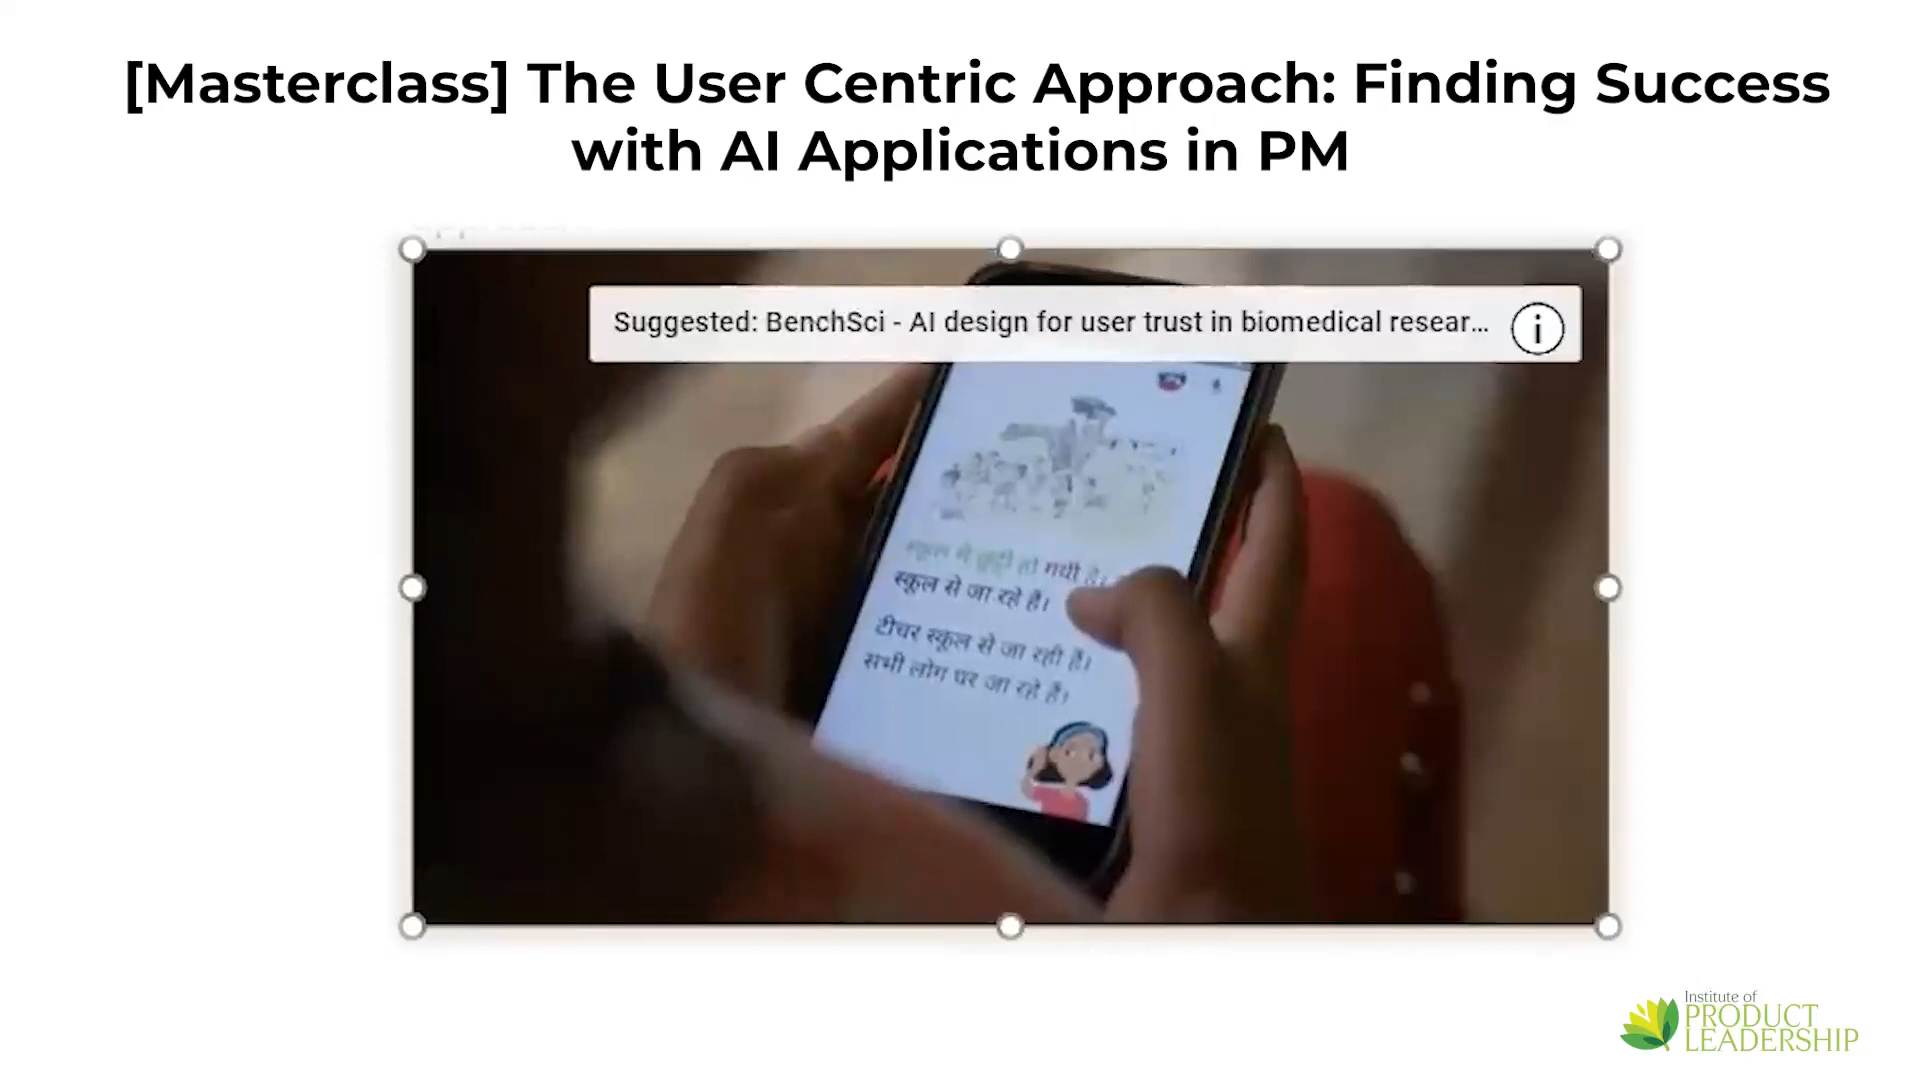 [Masterclass] The User Centric Approach: Finding Success
with AI Applications in PM
Suggested: BenchSci - AI design for user trust in biomedical resear...
स्कूल में छुट्टी हो गयी है।
स्कूल से जा रहे हैं।
टीचर स्कूल से जा रही हैं।
सभी लोग घर जा रहे हैं।
Institute of
PRODUCT
LEADERSHIP